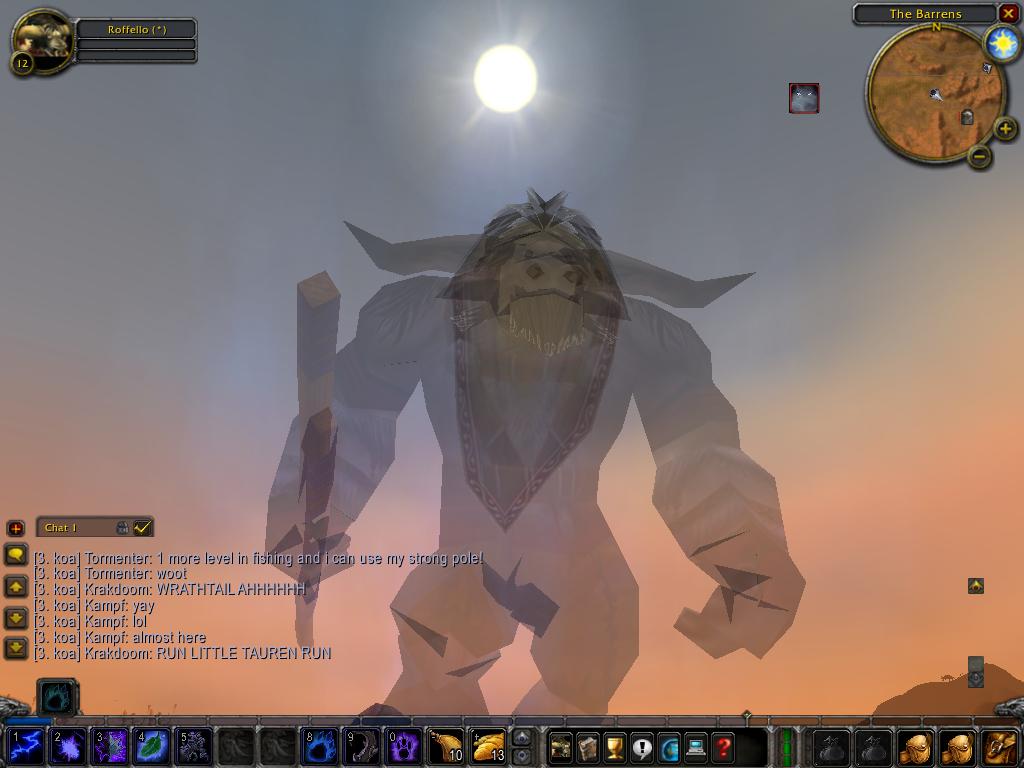 Roffello (*)
12
The Barrens
N
Chat 1
[3. koa] Tormenter: 1 more level in fishing and i can use my strong pole!
[3. koa] Tormenter: woot
[3. koa] Krakdoom: WRATHTAIL AHHHHHH
[3. koa] Kampf: yay
[3. koa] Kampf: lol
[3. koa] Kampf: almost here
[3. koa] Krakdoom: RUN LITTLE TAUREN RUN
1 2 3 4 5 8 9 0 10 13